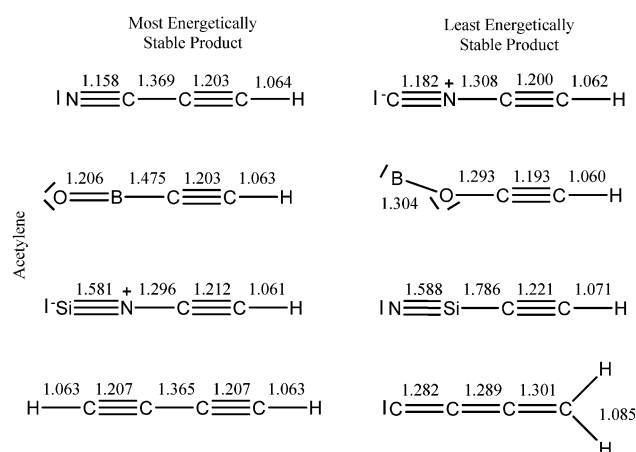 Most Energetically
Stable Product
Least Energetically
Stable Product
Acetylene
1.158 1.369 1.203 1.064
I N≡C—C≡C—H
1.182 + 1.308 1.200 1.062
I -C≡N—C≡C—H
1.206 1.475 1.203 1.063
O=B—C≡C—H
1.293 1.193 1.060
B O—C≡C—H
1.304
1.581 + 1.296 1.212 1.061
I -Si≡N—C≡C—H
1.588 1.786 1.221 1.071
I N≡Si—C≡C—H
1.063 1.207 1.365 1.207 1.063
H—C≡C—C≡C—H
1.282 1.289 1.301 H
IC=C=C=C 1.085
H